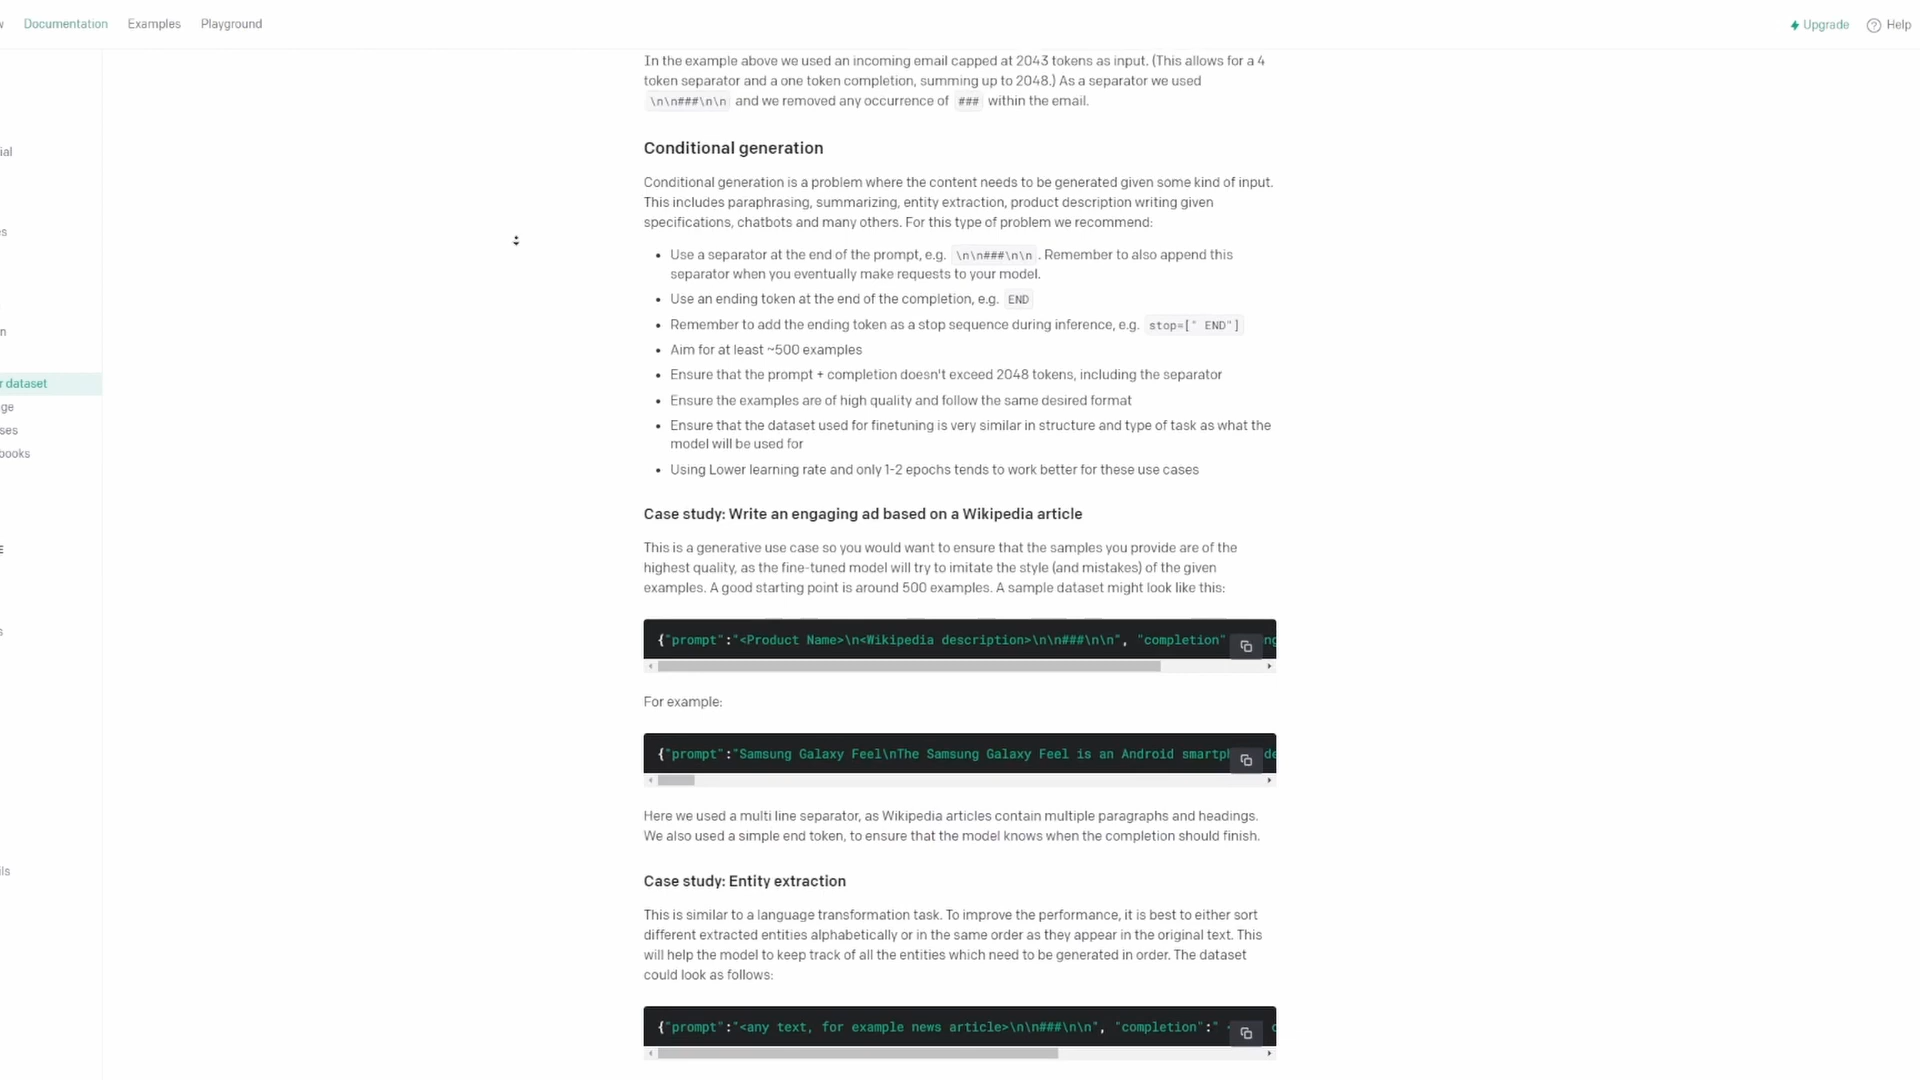 Documentation Examples Playground
Upgrade Help
In the example above we used an incoming email capped at 2043 tokens as input. (This allows for a 4
token separator and a one token completion, summing up to 2048.) As a separator we used
\n\n###\n\n and we removed any occurrence of ### within the email.
Conditional generation
Conditional generation is a problem where the content needs to be generated given some kind of input.
This includes paraphrasing, summarizing, entity extraction, product description writing given
specifications, chatbots and many others. For this type of problem we recommend:
• Use a separator at the end of the prompt, e.g. \n\n###\n\n . Remember to also append this
separator when you eventually make requests to your model.
• Use an ending token at the end of the completion, e.g. END
• Remember to add the ending token as a stop sequence during inference, e.g. stop=[" END"]
• Aim for at least ~500 examples
• Ensure that the prompt + completion doesn't exceed 2048 tokens, including the separator
r dataset
• Ensure the examples are of high quality and follow the same desired format
• Ensure that the dataset used for finetuning is very similar in structure and type of task as what the
model will be used for
books
• Using Lower learning rate and only 1-2 epochs tends to work better for these use cases
Case study: Write an engaging ad based on a Wikipedia article
This is a generative use case so you would want to ensure that the samples you provide are of the
highest quality, as the fine-tuned model will try to imitate the style (and mistakes) of the given
examples. A good starting point is around 500 examples. A sample dataset might look like this:
{"prompt":"<Product Name>\n<Wikipedia description>\n\n###\n\n", "completion"
For example:
{"prompt":"Samsung Galaxy Feel\nThe Samsung Galaxy Feel is an Android smartph
Here we used a multi line separator, as Wikipedia articles contain multiple paragraphs and headings.
We also used a simple end token, to ensure that the model knows when the completion should finish.
Case study: Entity extraction
This is similar to a language transformation task. To improve the performance, it is best to either sort
different extracted entities alphabetically or in the same order as they appear in the original text. This
will help the model to keep track of all the entities which need to be generated in order. The dataset
could look as follows:
{"prompt":"<any text, for example news article>\n\n###\n\n", "completion":"